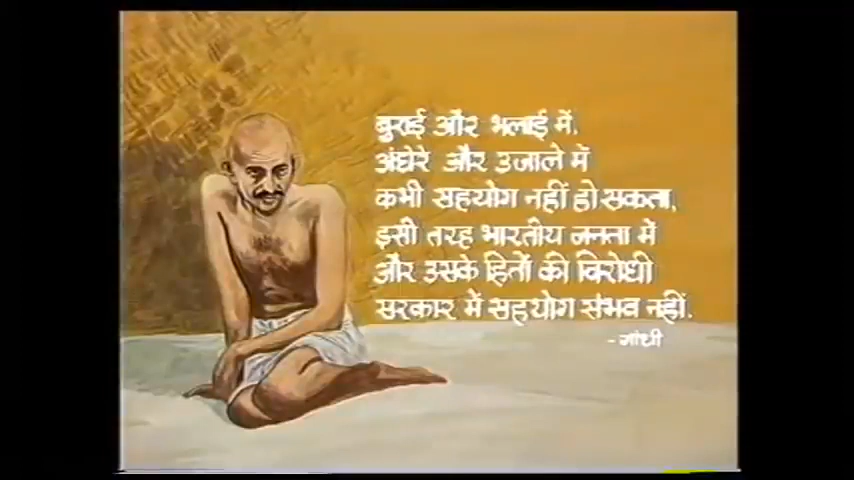 बुराई और भलाई में,
अंधेरे और उजाले में
कभी सहयोग नहीं हो सकता,
इसी तरह भारतीय जनता में
और उसके हितों की विरोधी
सरकार में सहयोग संभव नहीं.
- गांधी